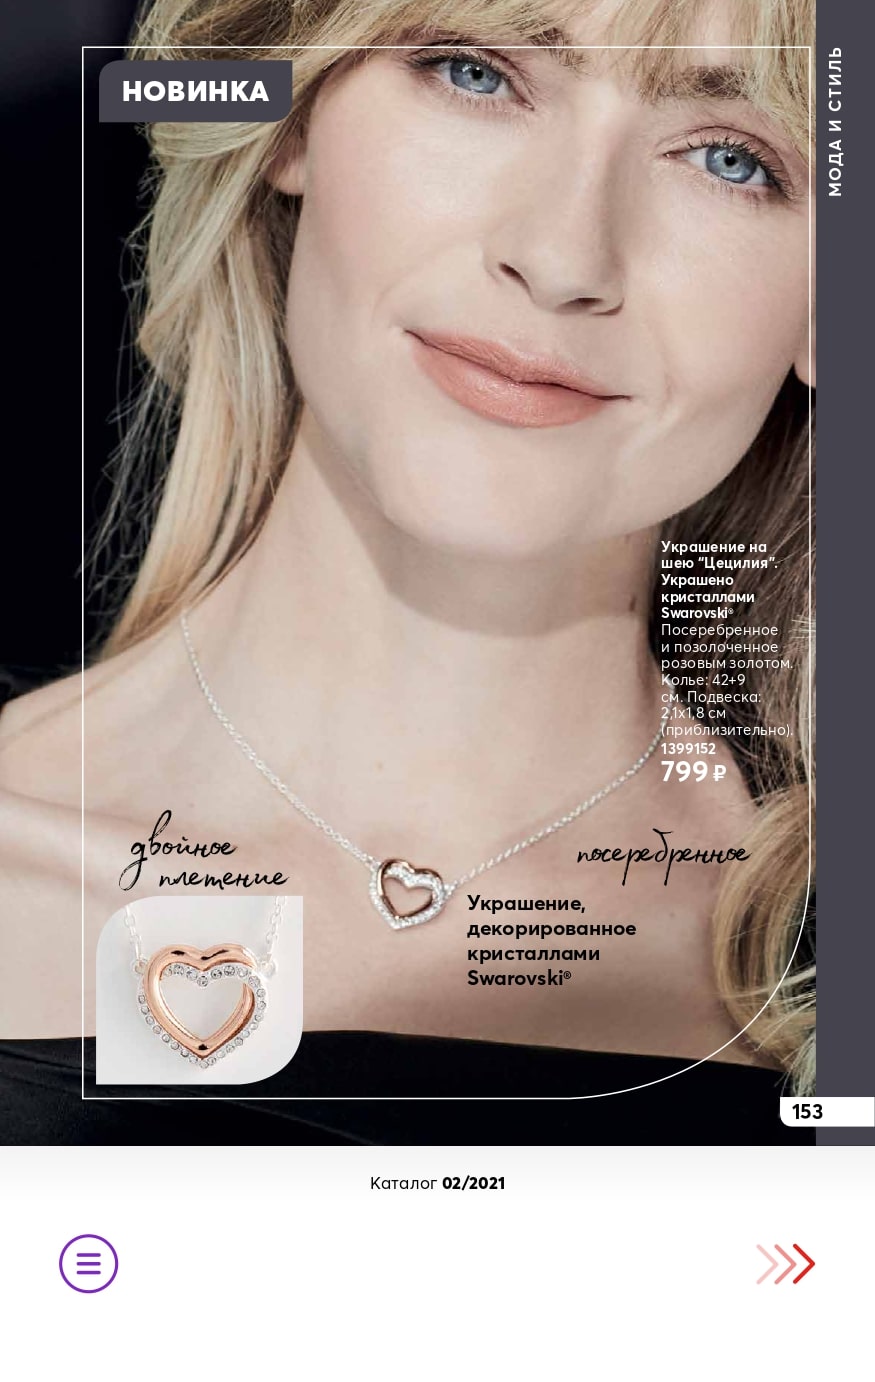 НОВИНКА
МОДА И СТИЛЬ
Украшение на
шею "Цецилия".
Украшено
кристаллами
Swarovski®
Посеребренное
и позолоченное
розовым золотом.
Колье: 42+9
см. Подвеска:
2,1х1,8 см
(приблизительно).
1399152
799 ₽
двойное
плетение
посеребренное
Украшение,
декорированное
кристаллами
Swarovski®
153
Каталог 02/2021